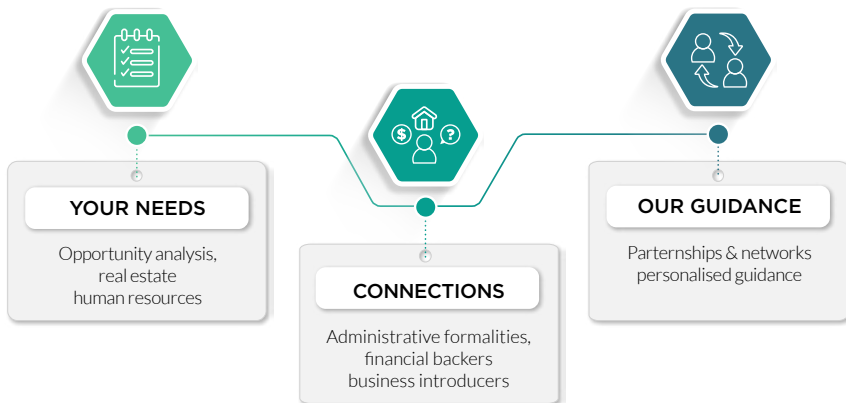 YOUR NEEDS
Opportunity analysis,
real estate
human resources
$
?
CONNECTIONS
Administrative formalities,
financial backers
business introducers
OUR GUIDANCE
Parternships & networks
personalised guidance